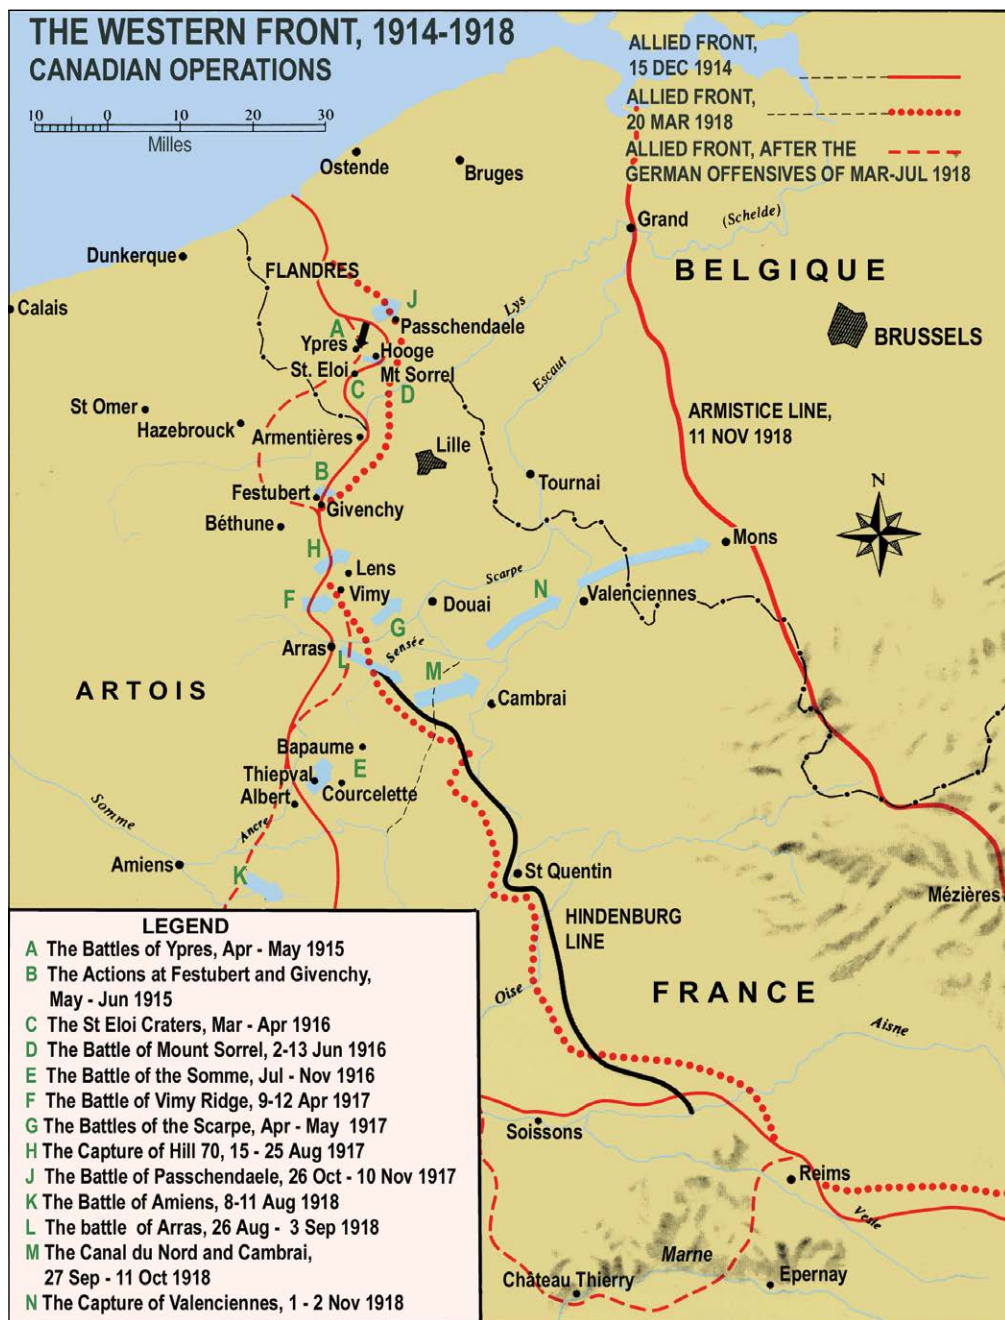 THE WESTERN FRONT, 1914-1918
CANADIAN OPERATIONS
10 0 10 20 30
Milles
ALLIED FRONT,
15 DEC 1914
ALLIED FRONT,
20 MAR 1918
ALLIED FRONT, AFTER THE
GERMAN OFFENSIVES OF MAR-JUL 1918
Ostende
Bruges
Grand
(Schelde)
Dunkerque
FLANDRES
BELGIQUE
Calais
J
Lys
A
Passchendaele
BRUSSELS
Ypres
Hooge
St. Eloi
Mt Sorrel
Escaut
C
D
St Omer
Hazebrouck
Armentières
Lille
ARMISTICE LINE,
11 NOV 1918
N
B
Festubert
Givenchy
Tournai
Béthune
Mons
H
Lens
Scarpe
Vimy
N
F
Douai
Valenciennes
G
Arras
L
Sensée
M
ARTOIS
Cambrai
Bapaume
Thiepval
E
Albert
Courcelette
Somme
Ancre
Amiens
K
St Quentin
Mézières
HINDENBURG
LINE
FRANCE
Oise
Aisne
Soissons
Reims
Vesle
Marne
Château Thierry
Epernay
LEGEND
A The Battles of Ypres, Apr - May 1915
B The Actions at Festubert and Givenchy,
May - Jun 1915
C The St Eloi Craters, Mar - Apr 1916
D The Battle of Mount Sorrel, 2-13 Jun 1916
E The Battle of the Somme, Jul - Nov 1916
F The Battle of Vimy Ridge, 9-12 Apr 1917
G The Battles of the Scarpe, Apr - May 1917
H The Capture of Hill 70, 15 - 25 Aug 1917
J The Battle of Passchendaele, 26 Oct - 10 Nov 1917
K The Battle of Amiens, 8-11 Aug 1918
L The battle of Arras, 26 Aug - 3 Sep 1918
M The Canal du Nord and Cambrai,
27 Sep - 11 Oct 1918
N The Capture of Valenciennes, 1 - 2 Nov 1918